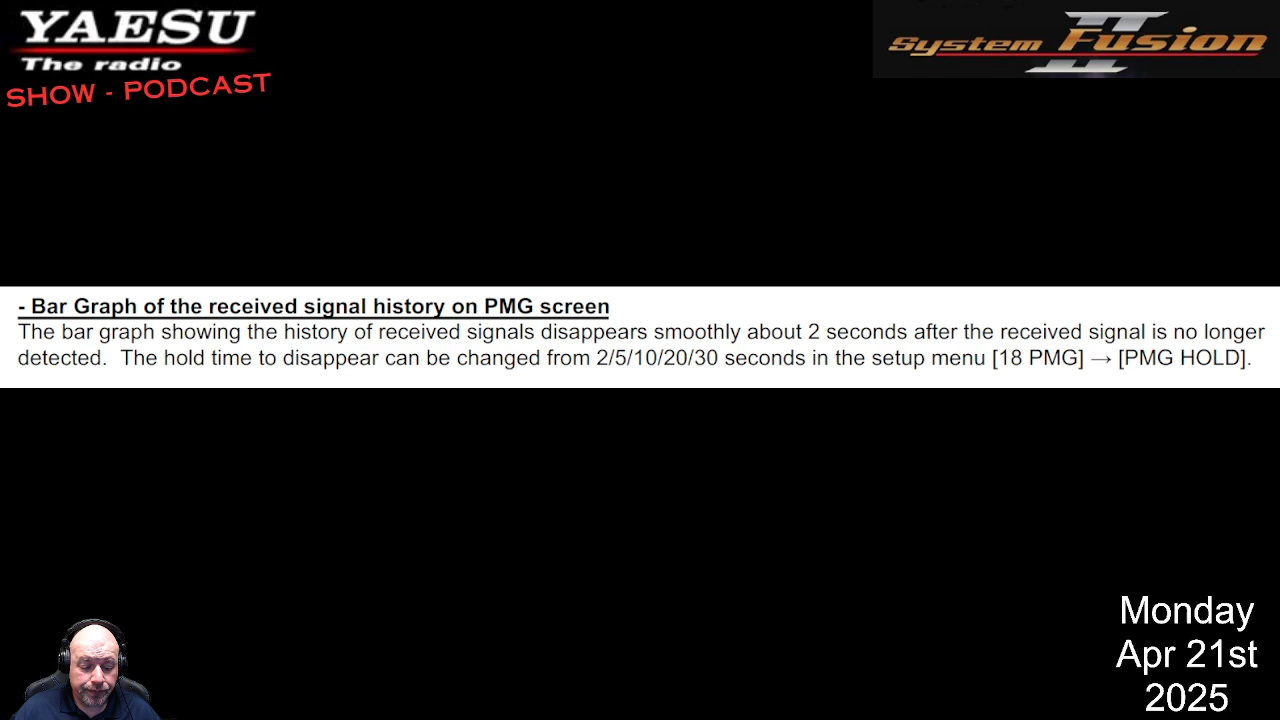 YAESU
The radio
SHOW - PODCAST
System Fusion II
- Bar Graph of the received signal history on PMG screen
The bar graph showing the history of received signals disappears smoothly about 2 seconds after the received signal is no longer
detected.  The hold time to disappear can be changed from 2/5/10/20/30 seconds in the setup menu [18 PMG] → [PMG HOLD].
Monday
Apr 21st
2025